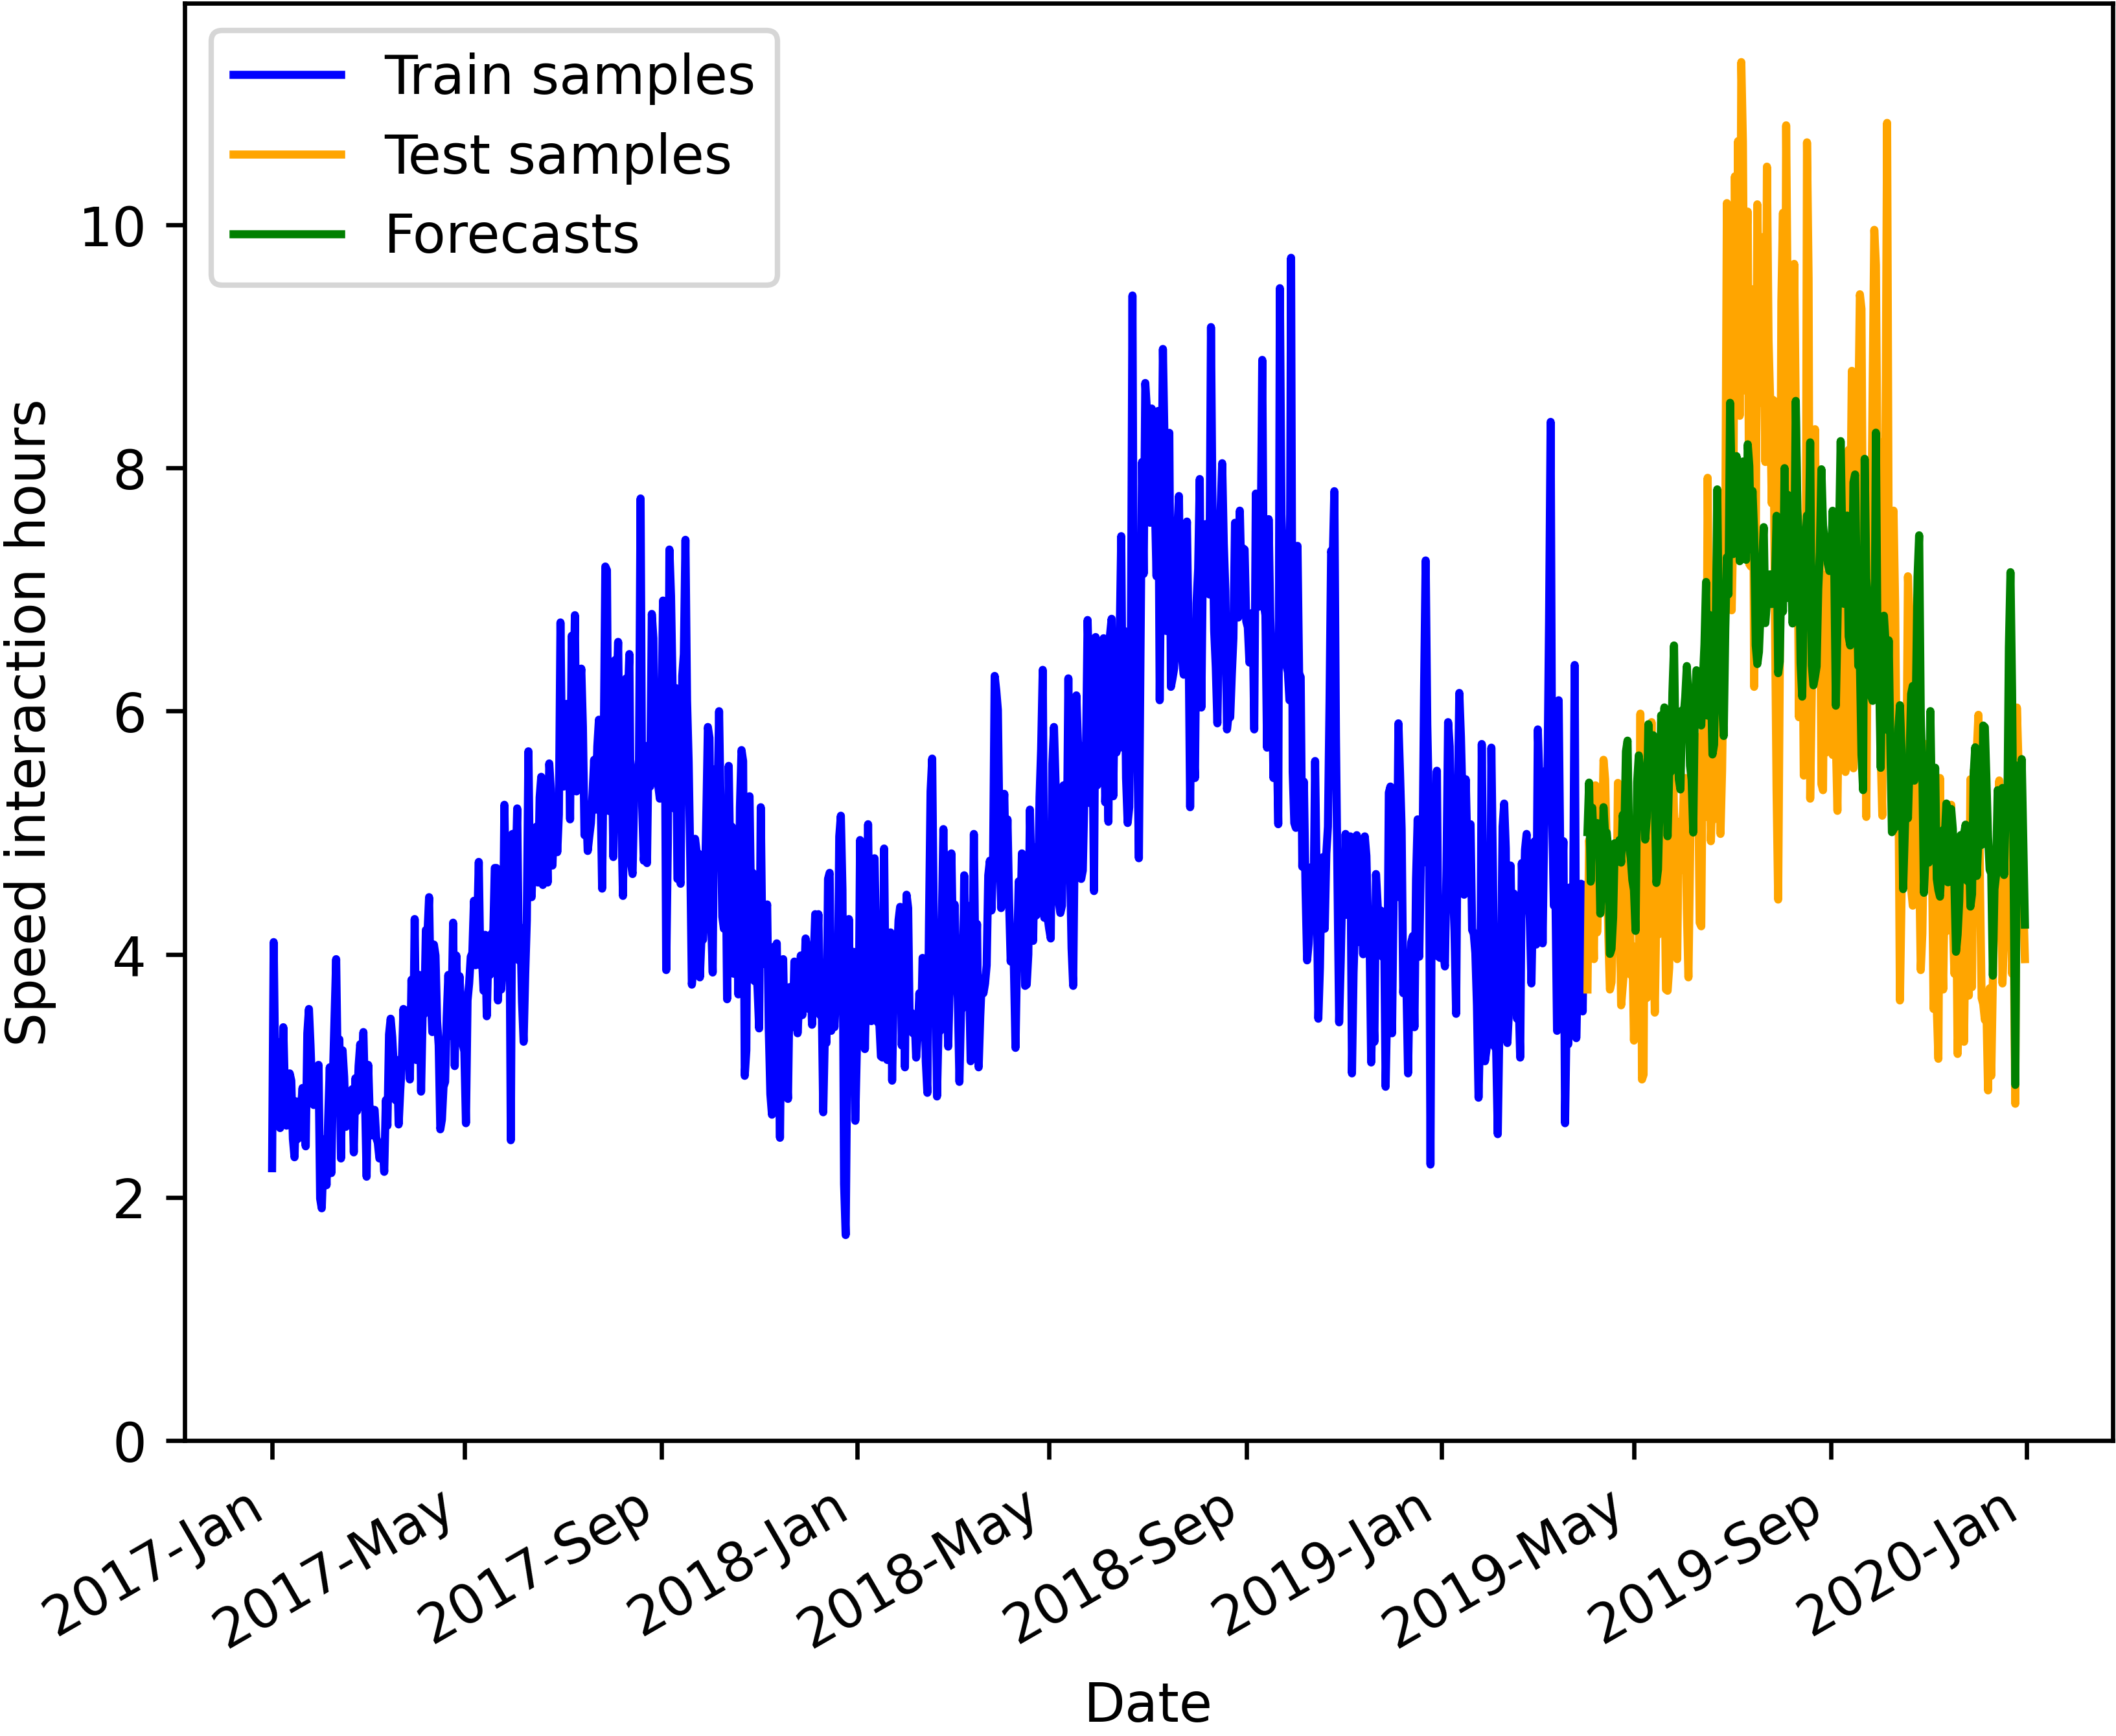 Train samples
Test samples
Forecasts
10
8
6
4
2
0
Speed interaction hours
2017-Jan
2017-May
2017-Sep
2018-Jan
2018-May
2018-Sep
2019-Jan
2019-May
2019-Sep
2020-Jan
Date